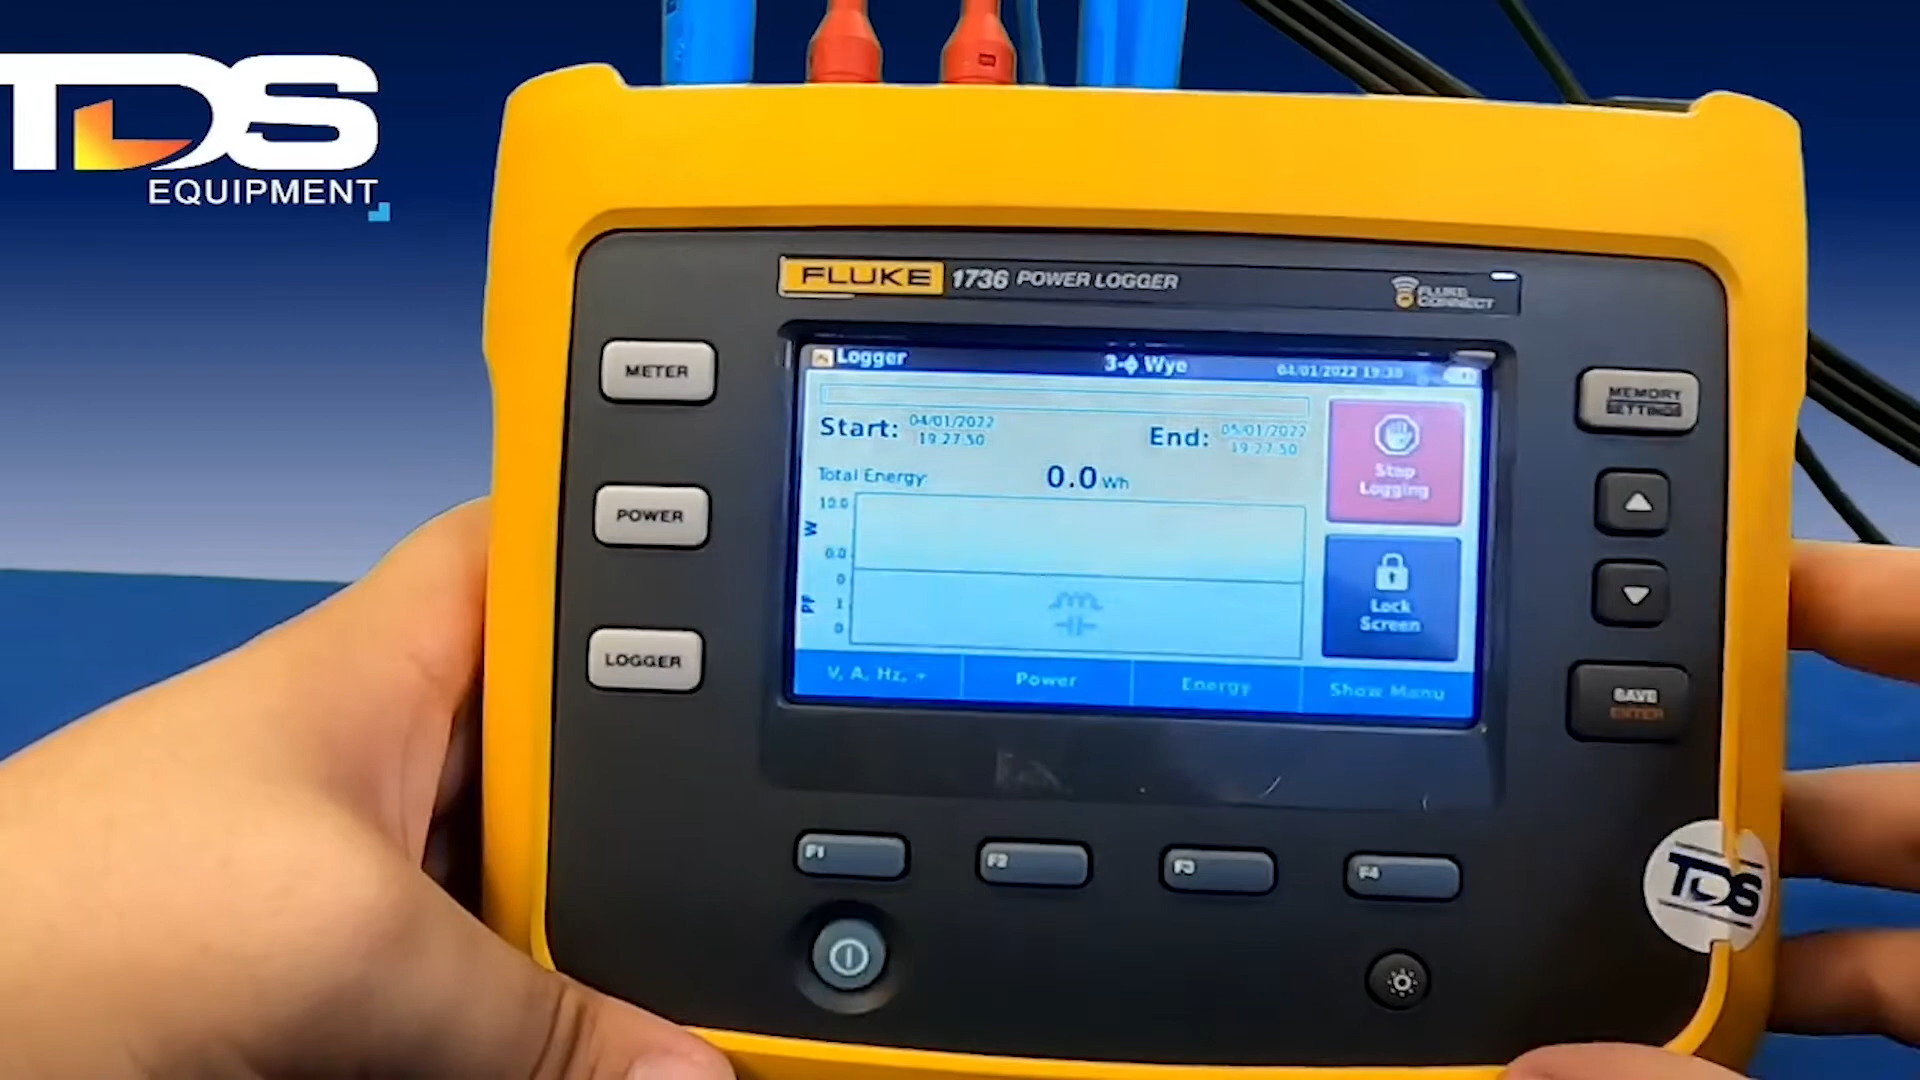 TDS
EQUIPMENT
FLUKE 1736 POWER LOGGER
FLUKE CONNECT
METER
POWER
LOGGER
Logger
3-ϕ Wye
04/01/2022 19:38
Start: 04/01/2022 19:27:50
End: 05/01/2022 19:27:50
Total Energy: 0.0 Wh
10.0
W
0.0
0
PF
1
0
Stop
Logging
Lock
Screen
V, A, Hz, +
Power
Energy
Show Menu
MEMORY
SETTINGS
SAVE
ENTER
F1
F2
F3
F4
TDS